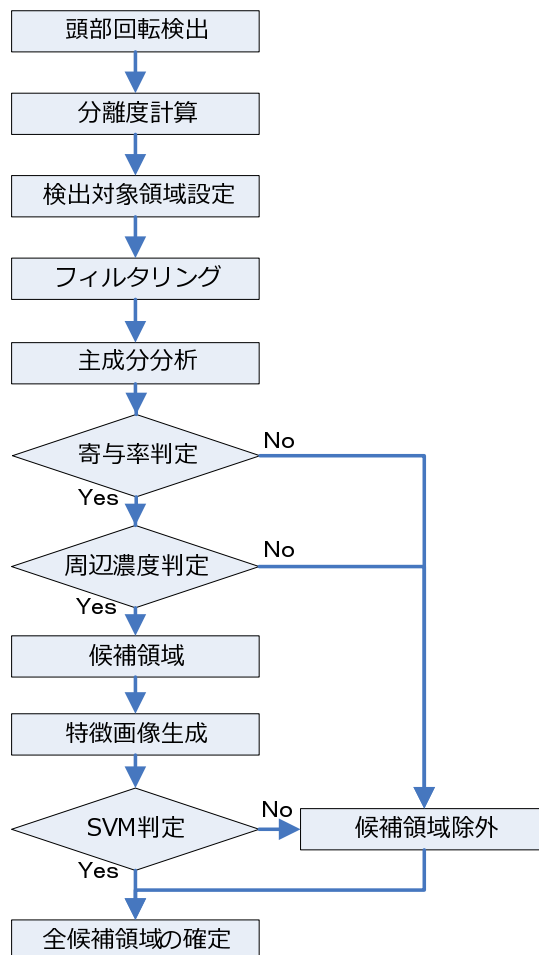 頭部回転検出
分離度計算
検出対象領域設定
フィルタリング
主成分分析
寄与率判定
No
Yes
周辺濃度判定
No
Yes
候補領域
特徴画像生成
SVM判定
No
候補領域除外
Yes
全候補領域の確定